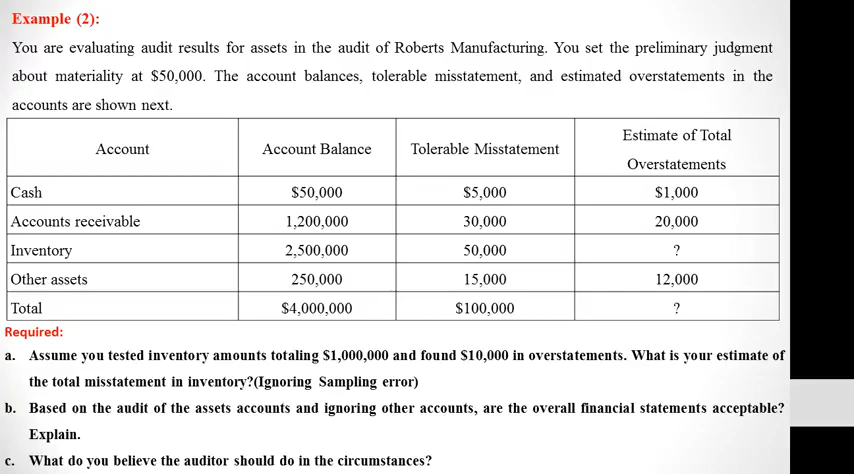 Example (2):
You are evaluating audit results for assets in the audit of Roberts Manufacturing. You set the preliminary judgment
about materiality at $50,000. The account balances, tolerable misstatement, and estimated overstatements in the
accounts are shown next.
Account Account Balance Tolerable Misstatement Estimate of Total Overstatements
Cash $50,000 $5,000 $1,000
Accounts receivable 1,200,000 30,000 20,000
Inventory 2,500,000 50,000 ?
Other assets 250,000 15,000 12,000
Total $4,000,000 $100,000 ?
Required:
a. Assume you tested inventory amounts totaling $1,000,000 and found $10,000 in overstatements. What is your estimate of
the total misstatement in inventory?(Ignoring Sampling error)
b. Based on the audit of the assets accounts and ignoring other accounts, are the overall financial statements acceptable?
Explain.
c. What do you believe the auditor should do in the circumstances?